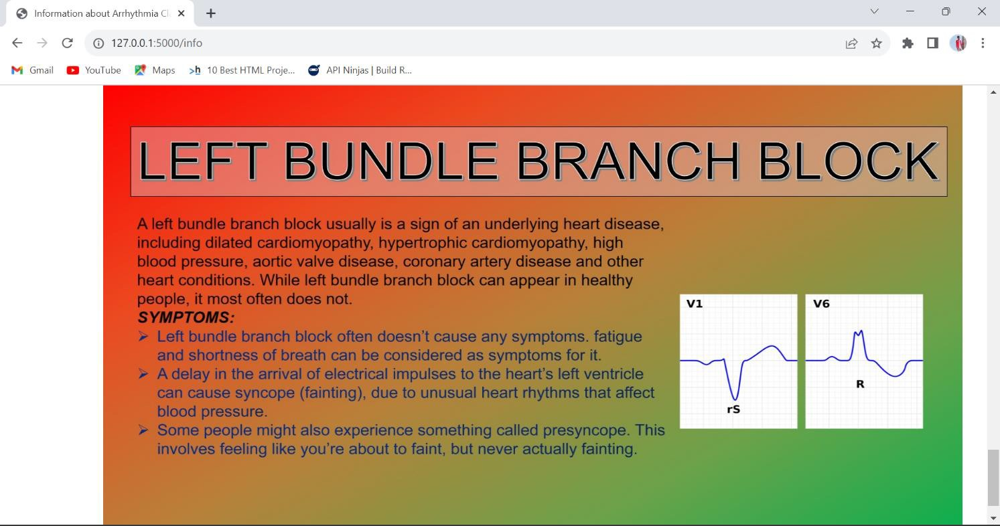 Information about Arrhythmia Cl
127.0.0.1:5000/info
Gmail
YouTube
Maps
>h 10 Best HTML Proje...
API Ninjas | Build R...
LEFT BUNDLE BRANCH BLOCK
A left bundle branch block usually is a sign of an underlying heart disease,
including dilated cardiomyopathy, hypertrophic cardiomyopathy, high
blood pressure, aortic valve disease, coronary artery disease and other
heart conditions. While left bundle branch block can appear in healthy
people, it most often does not.
SYMPTOMS:
➢ Left bundle branch block often doesn’t cause any symptoms. fatigue
and shortness of breath can be considered as symptoms for it.
➢ A delay in the arrival of electrical impulses to the heart’s left ventricle
can cause syncope (fainting), due to unusual heart rhythms that affect
blood pressure.
➢ Some people might also experience something called presyncope. This
involves feeling like you’re about to faint, but never actually fainting.
V1
rS
V6
R